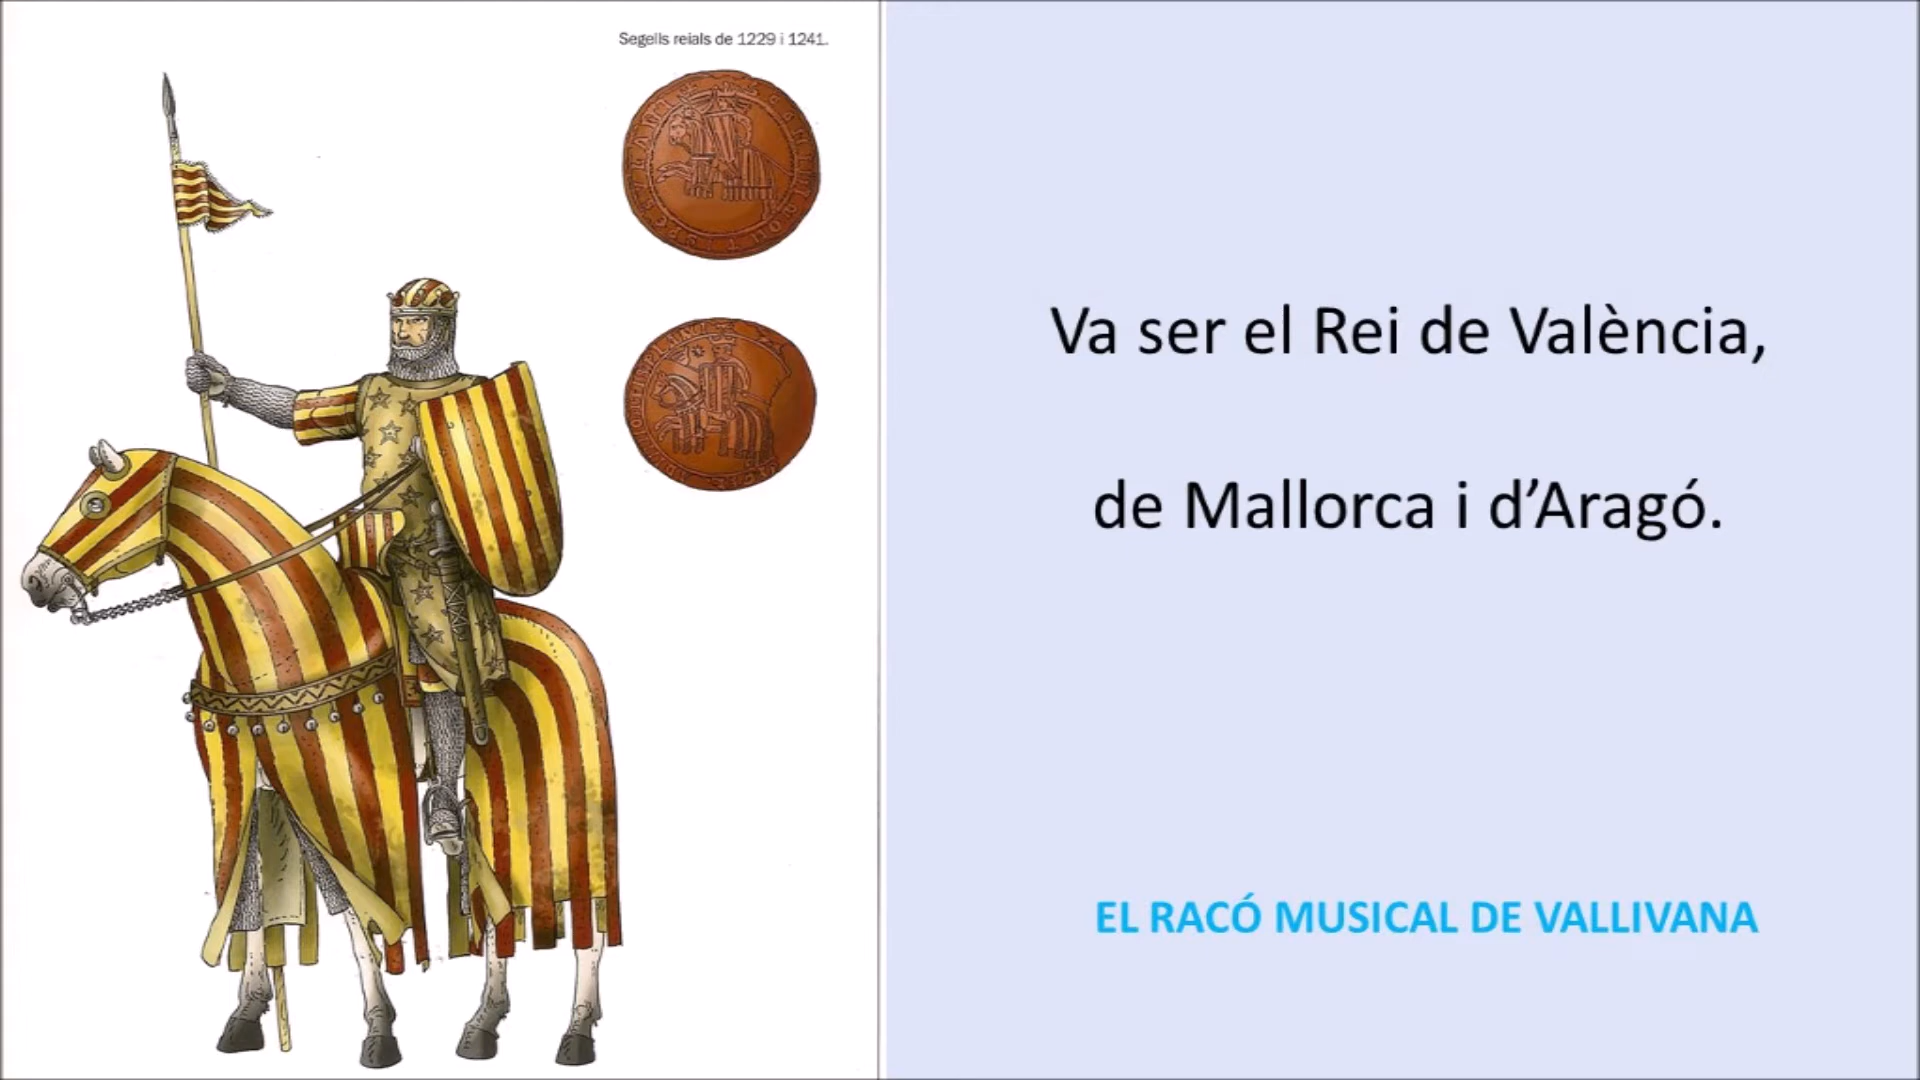 Segells reials de 1229 i 1241.
Va ser el Rei de València,
de Mallorca i d’Aragó.
EL RACÓ MUSICAL DE VALLIVANA